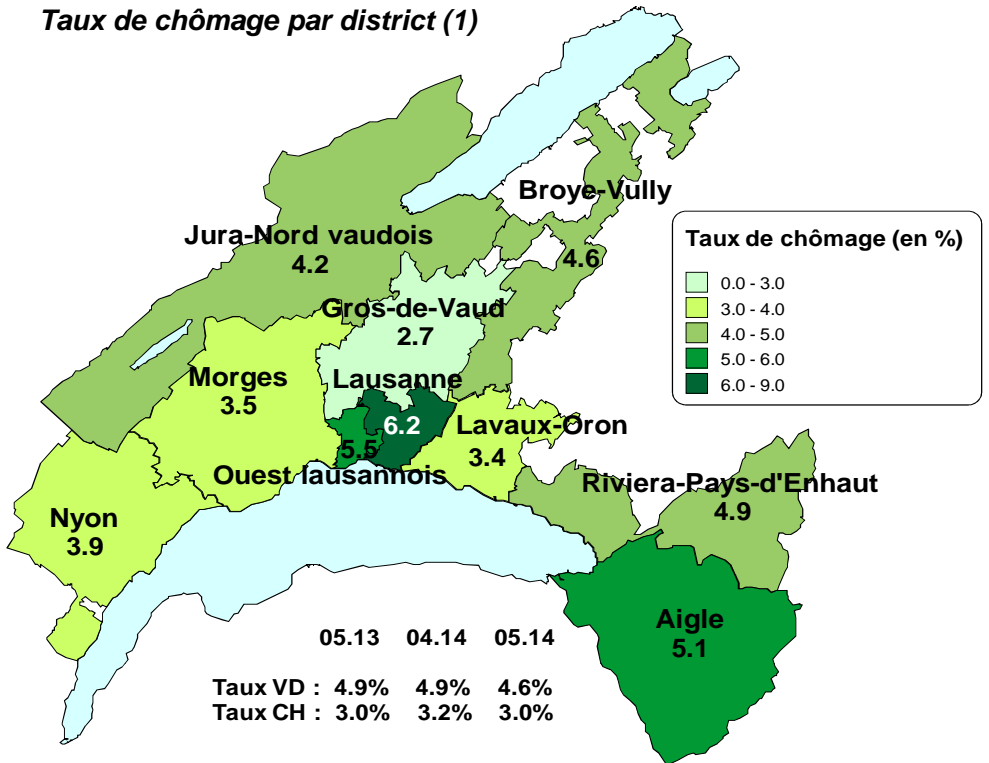 Taux de chômage par district (1)
Broye-Vully
4.6
Jura-Nord vaudois
4.2
Taux de chômage (en %)
0.0 - 3.0
3.0 - 4.0
4.0 - 5.0
5.0 - 6.0
6.0 - 9.0
Gros-de-Vaud
2.7
Morges
3.5
Lausanne
6.2
5.5
Ouest lausannois
Lavaux-Oron
3.4
Riviera-Pays-d'Enhaut
4.9
Nyon
3.9
Aigle
5.1
05.13 04.14 05.14
Taux VD : 4.9% 4.9% 4.6%
Taux CH : 3.0% 3.2% 3.0%